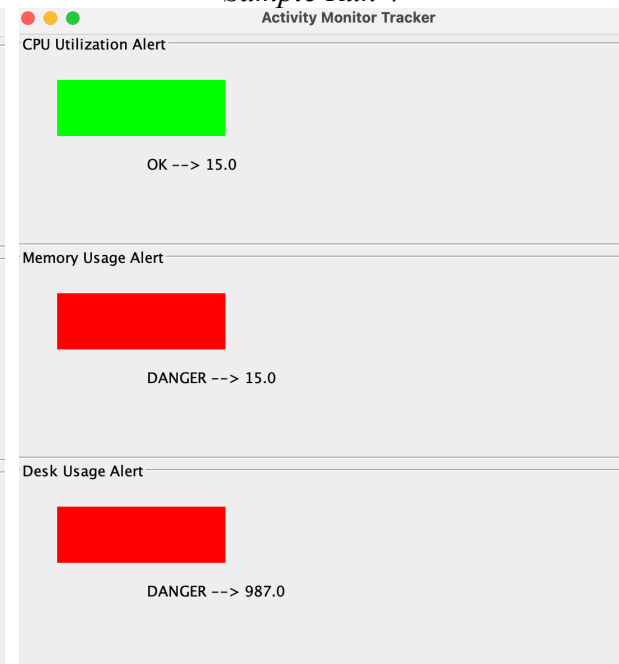 Activity Monitor Tracker
CPU Utilization Alert
OK --> 15.0
Memory Usage Alert
DANGER --> 15.0
Desk Usage Alert
DANGER --> 987.0